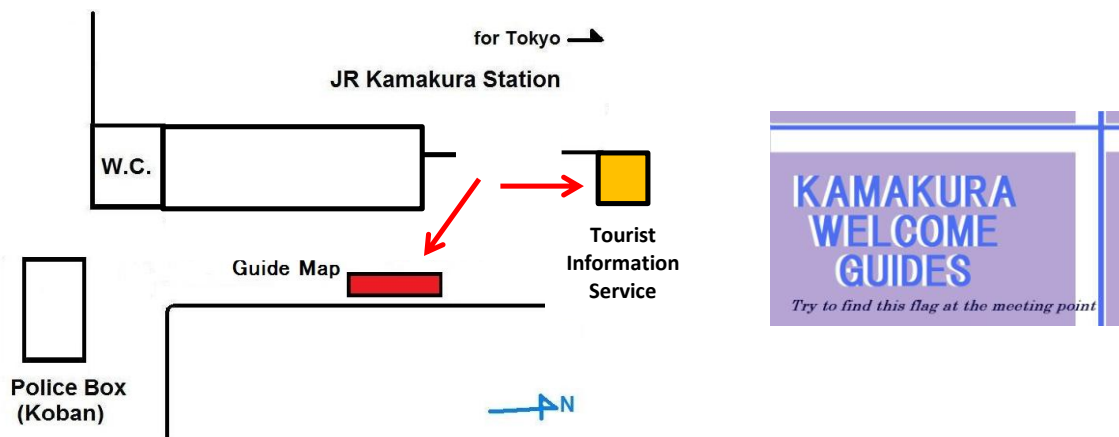 for Tokyo
JR Kamakura Station
W.C.
Tourist
Information
Service
Guide Map
Police Box
(Koban)
N
KAMAKURA
WELCOME
GUIDES
Try to find this flag at the meeting point